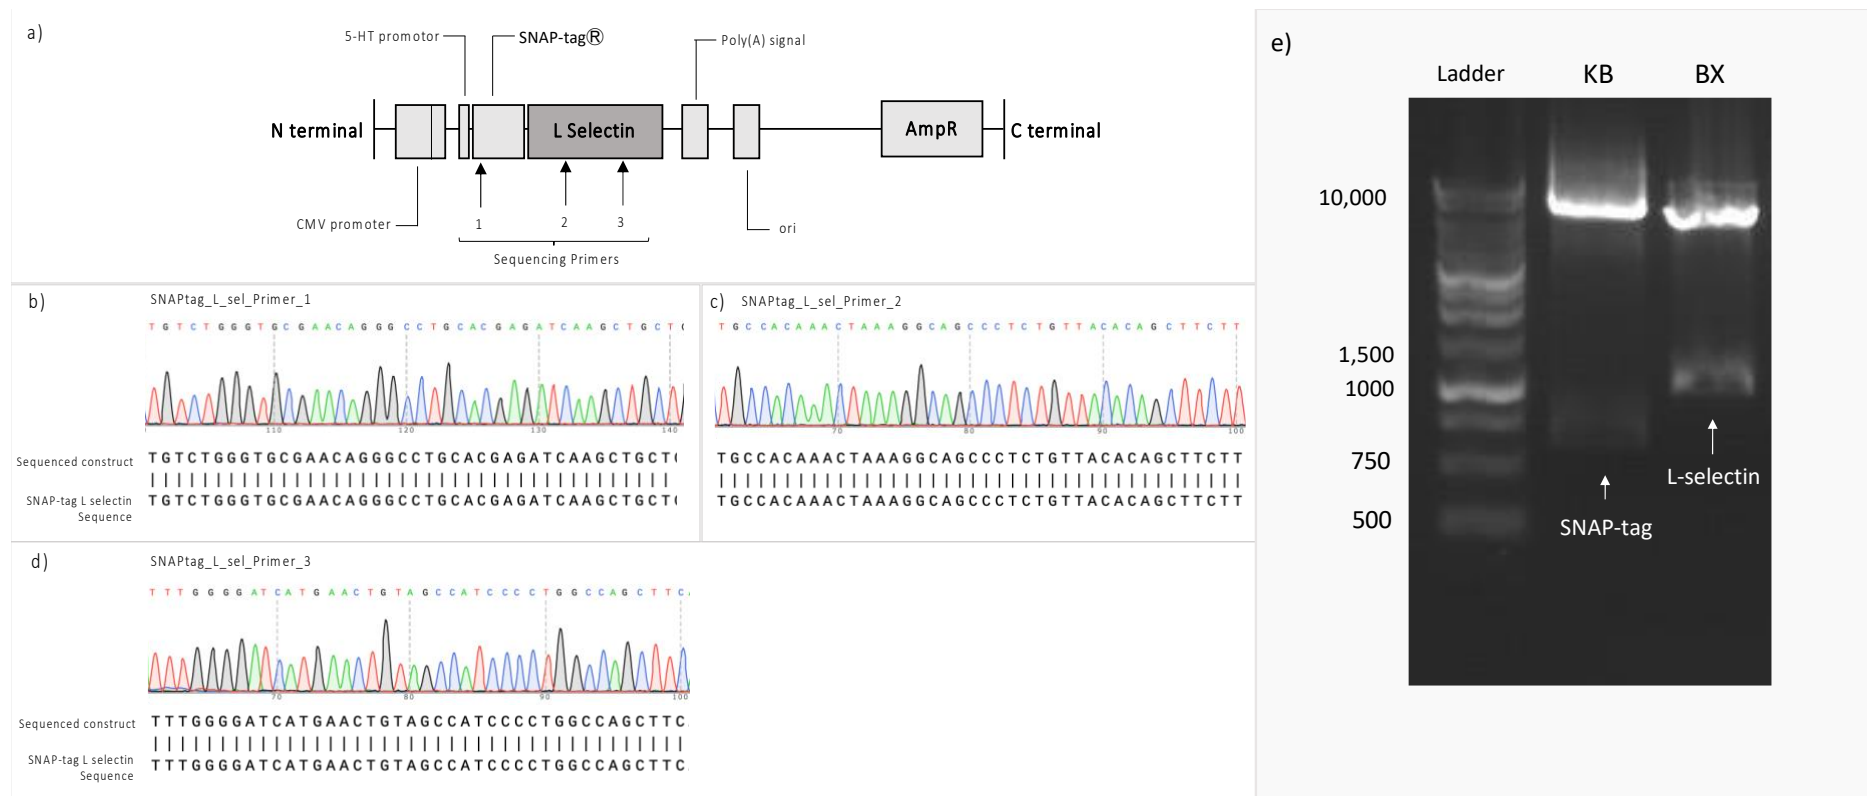 a)
5-HT promotor
SNAP-tag®
Poly(A) signal
N terminal
L Selectin
AmpR
C terminal
CMV promoter
1
2
3
ori
Sequencing Primers
b)
SNAPtag_L_sel_Primer_1
T G T C T G G G T G C G A A C A G G G C C T G C A C G A G A T C A A G C T G C T
110 120 130 140
Sequenced construct
TGTCTGGGTGCGAACAGGGCCTGCACGAGATCAAGCTGCT
SNAP-tag L selectin
Sequence
TGTCTGGGTGCGAACAGGGCCTGCACGAGATCAAGCTGCT
c)
SNAPtag_L_sel_Primer_2
T G C C A C A A A C T A A A G G C A G C C C T C T G T T A C A C A G C T T C T T
70 80 90 100
TGCCACAAACTAAAGGCAGCCCTCTGTTACACAGCTTCTT
TGCCACAAACTAAAGGCAGCCCTCTGTTACACAGCTTCTT
d)
SNAPtag_L_sel_Primer_3
T T T G G G G A T C A T G A A C T G T A G C C A T C C C C T G G C C A G C T T C
70 80 90 100
Sequenced construct
TTTGGGGATCATGAACTGTAGCCATCCCCTGGCCAGCTTC
SNAP-tag L selectin
Sequence
TTTGGGGATCATGAACTGTAGCCATCCCCTGGCCAGCTTC
e)
Ladder
KB
BX
10,000
1,500
1000
750
500
L-selectin
SNAP-tag